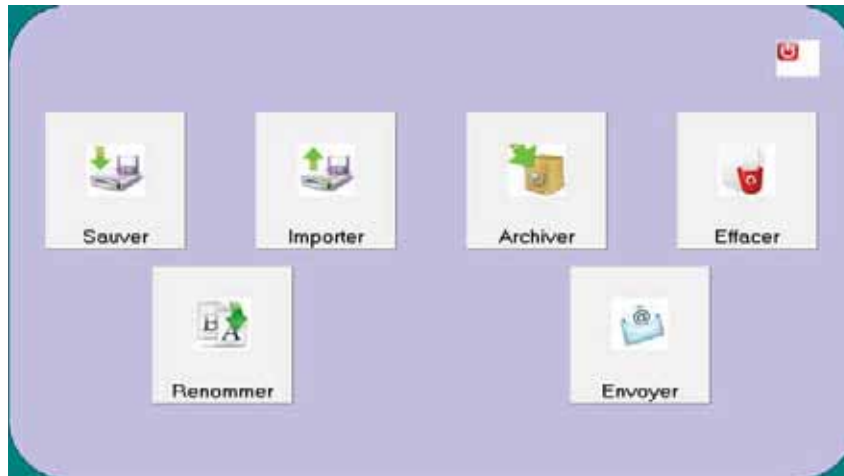 Sauver
Importer
Archiver
Effacer
B
A
Renommer
@
Envoyer